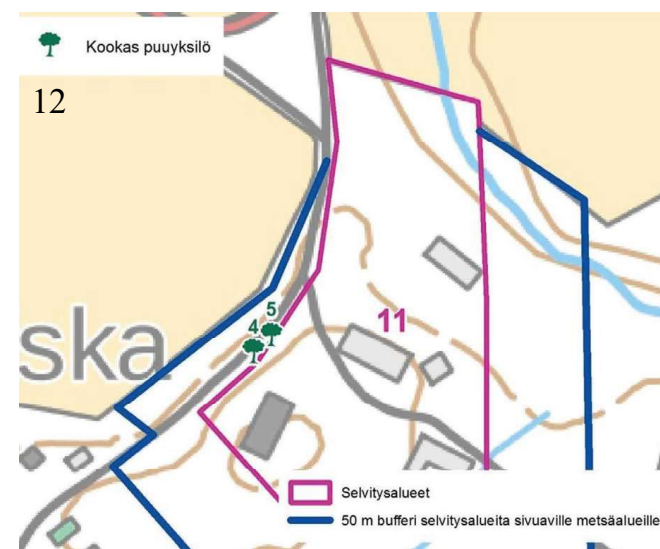 Kookas puuyksilö
12
5
4
11
ska
Selvitysalueet
50 m bufferi selvitysalueita sivuaville metsäalueille